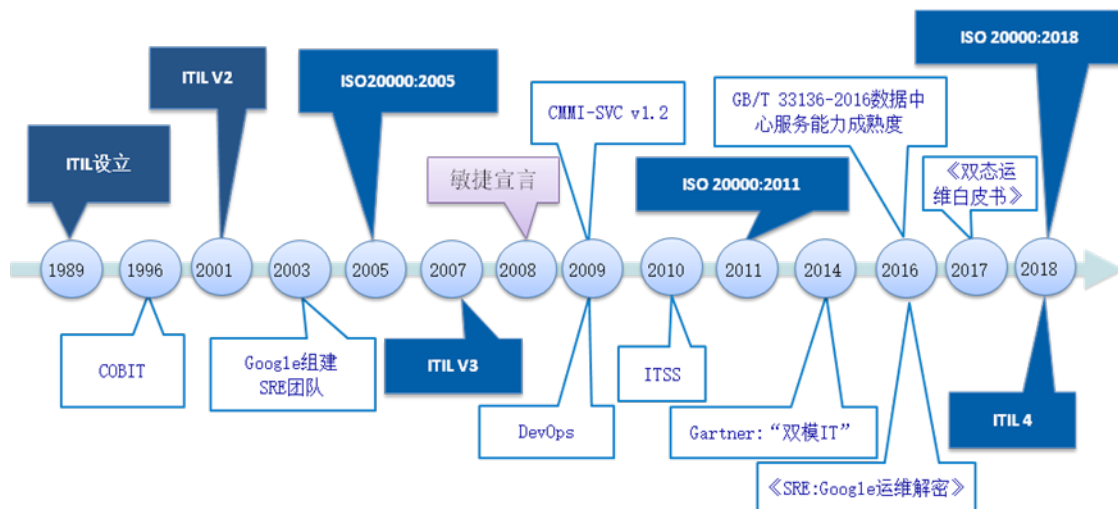 ISO 20000:2018
ITIL V2
ISO20000:2005
GB/T 33136-2016数据中
心服务能力成熟度
CMMI-SVC v1.2
ITIL设立
敏捷宣言
ISO 20000:2011
《双态运
维白皮书》
1989
1996
2001
2003
2005
2007
2008
2009
2010
2011
2014
2016
2017
2018
COBIT
Google组建
SRE团队
ITIL V3
ITSS
DevOps
Gartner:“双模IT”
ITIL 4
《SRE:Google运维解密》